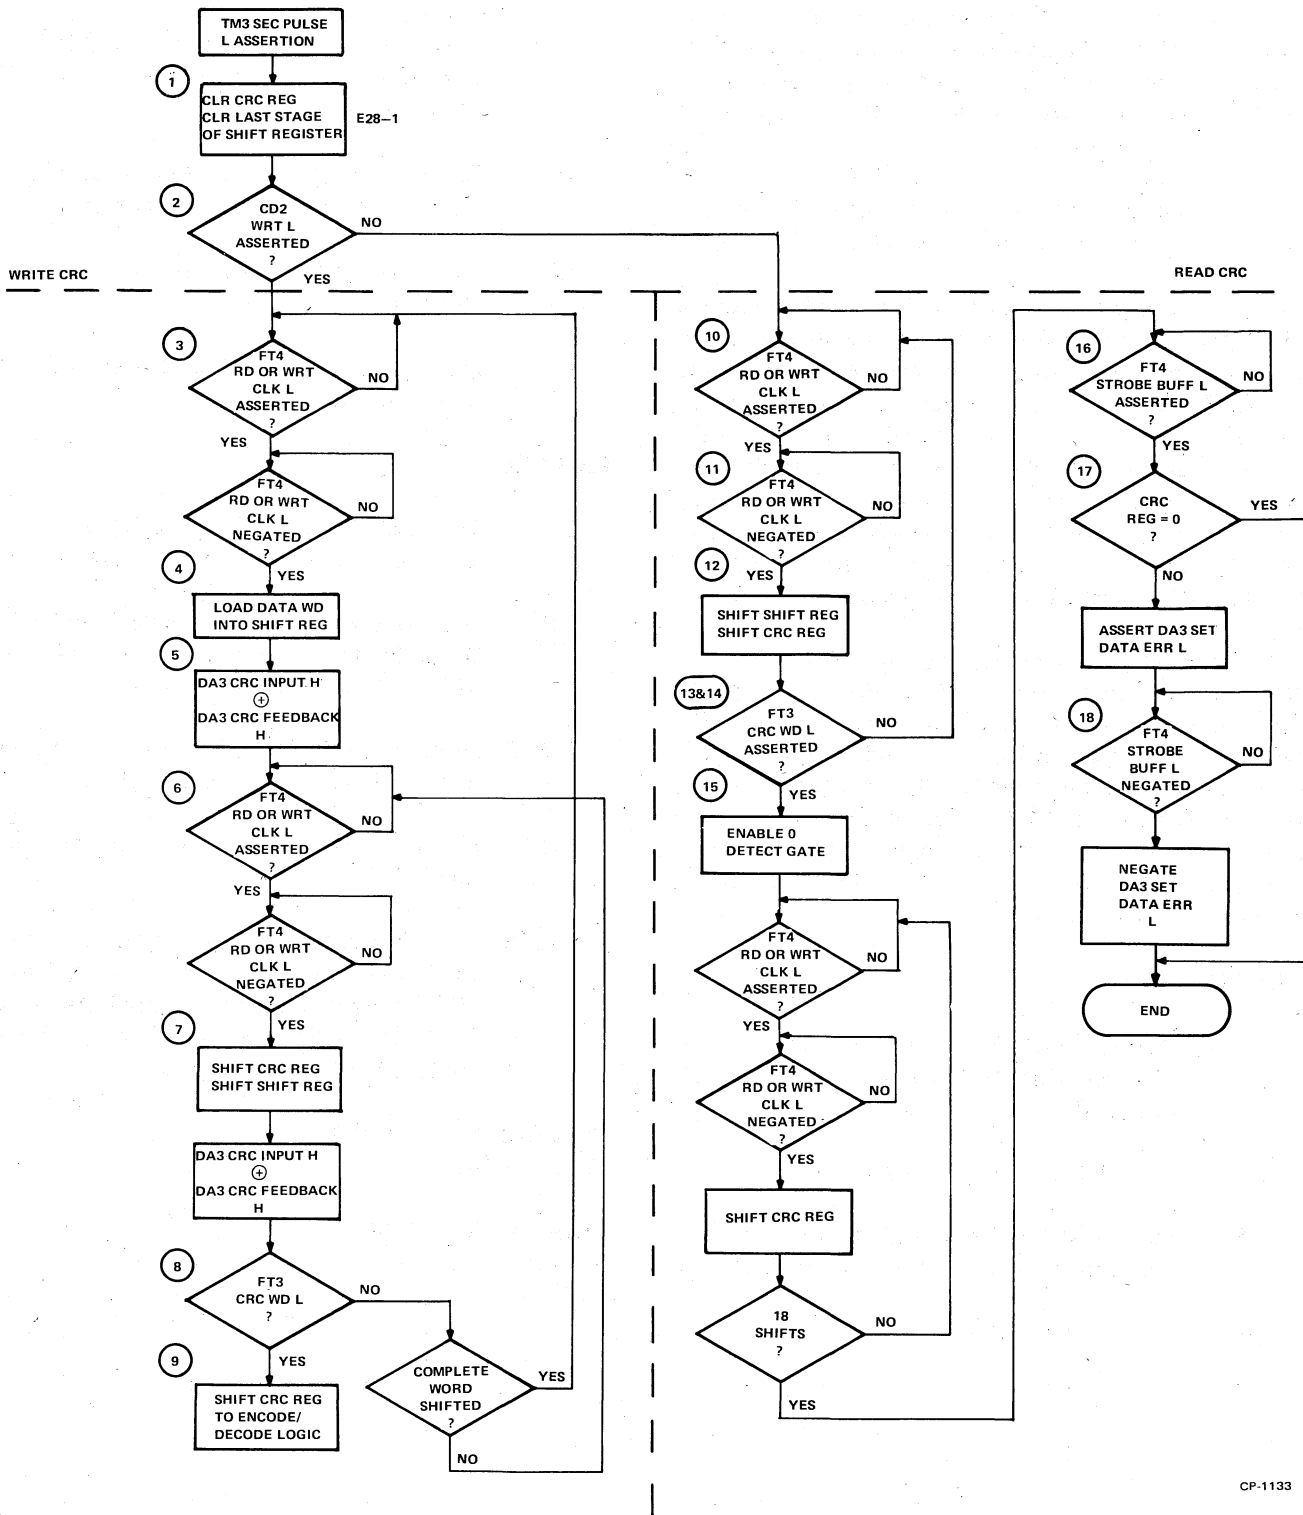 TM3 SEC PULSE
L ASSERTION
1
CLR CRC REG
CLR LAST STAGE
OF SHIFT REGISTER
E28–1
2
CD2
WRT L
ASSERTED
?
NO
YES
WRITE CRC
READ CRC
3
FT4
RD OR WRT
CLK L
ASSERTED
?
NO
YES
FT4
RD OR WRT
CLK L
NEGATED
?
NO
YES
4
LOAD DATA WD
INTO SHIFT REG
5
DA3 CRC INPUT H
⊕
DA3 CRC FEEDBACK
H
6
FT4
RD OR WRT
CLK L
ASSERTED
?
NO
YES
FT4
RD OR WRT
CLK L
NEGATED
?
NO
YES
7
SHIFT CRC REG
SHIFT SHIFT REG
DA3 CRC INPUT H
⊕
DA3 CRC FEEDBACK
H
8
FT3
CRC WD L
?
NO
YES
9
SHIFT CRC REG
TO ENCODE/
DECODE LOGIC
COMPLETE
WORD
SHIFTED
?
YES
NO
10
FT4
RD OR WRT
CLK L
ASSERTED
?
NO
YES
11
FT4
RD OR WRT
CLK L
NEGATED
?
NO
YES
12
SHIFT SHIFT REG
SHIFT CRC REG
13&14
FT3
CRC WD L
ASSERTED
?
NO
YES
15
ENABLE 0
DETECT GATE
FT4
RD OR WRT
CLK L
ASSERTED
?
NO
YES
FT4
RD OR WRT
CLK L
NEGATED
?
NO
YES
SHIFT CRC REG
18
SHIFTS
?
NO
YES
16
FT4
STROBE BUFF L
ASSERTED
?
NO
YES
17
CRC
REG = 0
?
YES
NO
ASSERT DA3 SET
DATA ERR L
18
FT4
STROBE
BUFF L
NEGATED
?
NO
NEGATE
DA3 SET
DATA ERR
L
END
CP-1133